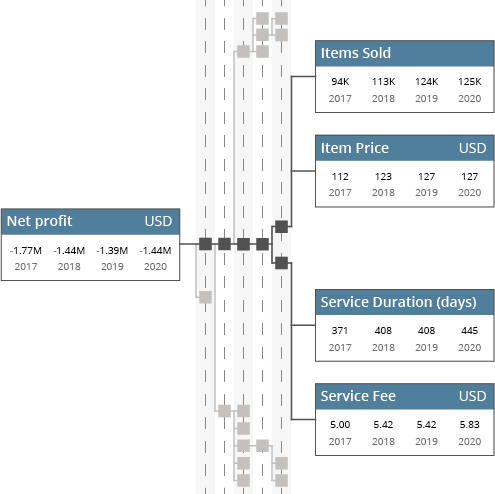 Items Sold
94K 113K 124K 125K
2017 2018 2019 2020
Item Price USD
112 123 127 127
2017 2018 2019 2020
Net profit USD
-1.77M -1.44M -1.39M -1.44M
2017 2018 2019 2020
Service Duration (days)
371 408 408 445
2017 2018 2019 2020
Service Fee USD
5.00 5.42 5.42 5.83
2017 2018 2019 2020